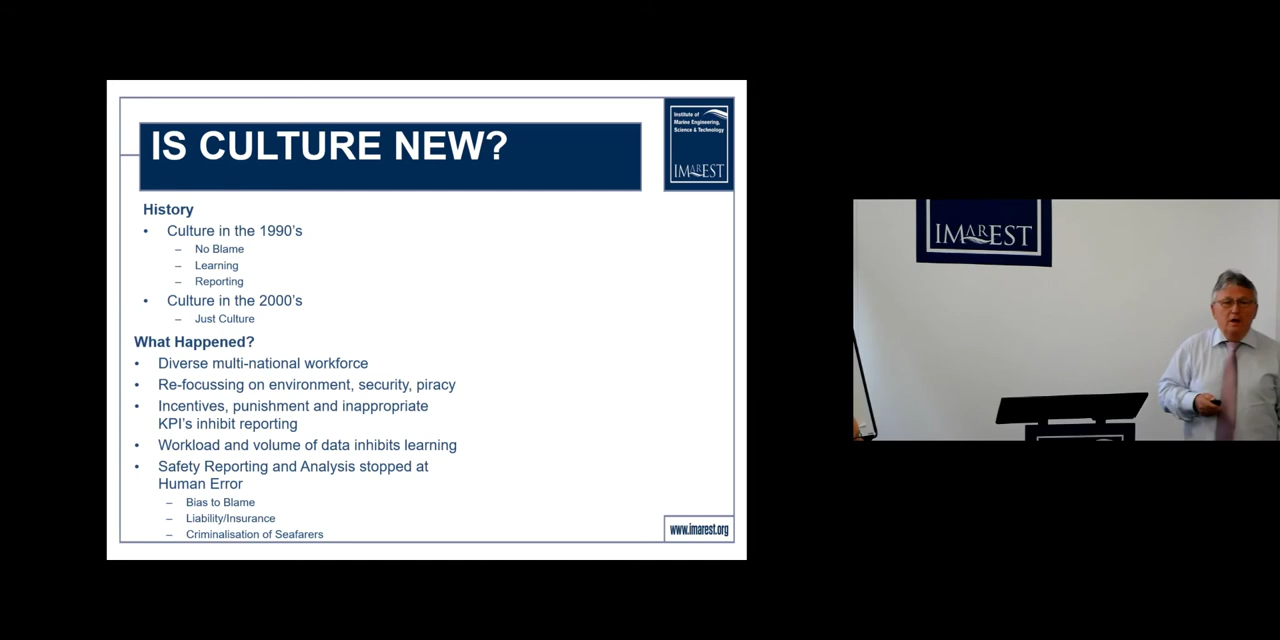 IS CULTURE NEW?
Institute of
Marine Engineering,
Science & Technology
IMarEST
History
• Culture in the 1990's
– No Blame
– Learning
– Reporting
• Culture in the 2000's
– Just Culture
What Happened?
• Diverse multi-national workforce
• Re-focussing on environment, security, piracy
• Incentives, punishment and inappropriate
KPI's inhibit reporting
• Workload and volume of data inhibits learning
• Safety Reporting and Analysis stopped at
Human Error
– Bias to Blame
– Liability/Insurance
– Criminalisation of Seafarers
www.imarest.org
IMarEST